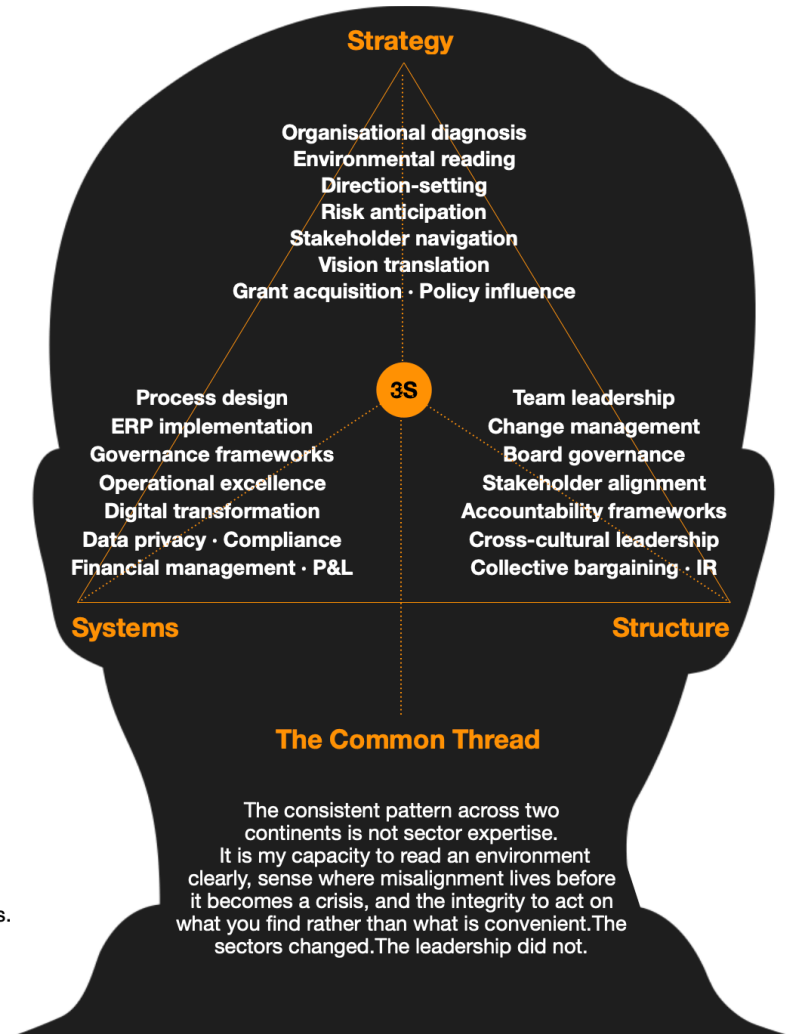 Strategy
Organisational diagnosis
Environmental reading
Direction-setting
Risk anticipation
Stakeholder navigation
Vision translation
Grant acquisition · Policy influence
3S
Process design
ERP implementation
Governance frameworks
Operational excellence
Digital transformation
Data privacy · Compliance
Financial management · P&L
Systems
Team leadership
Change management
Board governance
Stakeholder alignment
Accountability frameworks
Cross-cultural leadership
Collective bargaining · IR
Structure
The Common Thread
The consistent pattern across two
continents is not sector expertise.
It is my capacity to read an environment
clearly, sense where misalignment lives before
it becomes a crisis, and the integrity to act on
what you find rather than what is convenient.The
sectors changed.The leadership did not.
s.